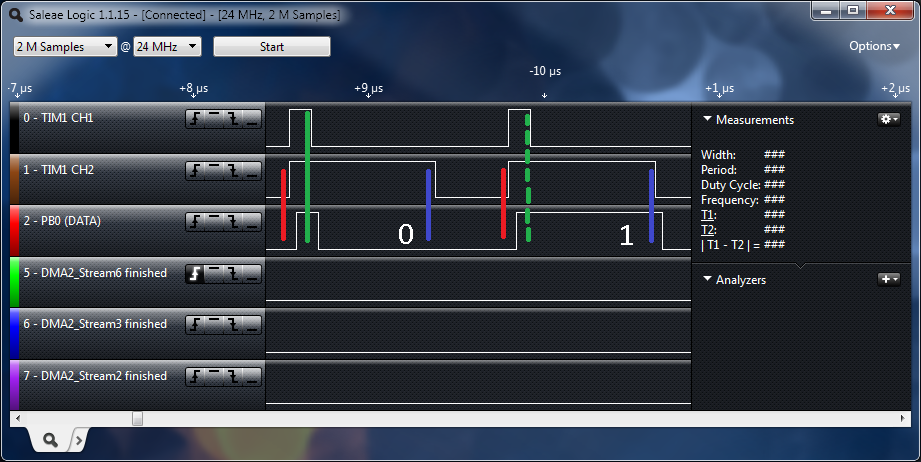 Saleae Logic 1.1.15 - [Connected] - [24 MHz, 2 M Samples]
2 M Samples @ 24 MHz Start Options
-10 µs
+7 µs +8 µs +9 µs +1 µs +2 µs
0 - TIM1 CH1
1 - TIM1 CH2
2 - PB0 (DATA)
5 - DMA2_Stream6 finished
6 - DMA2_Stream3 finished
7 - DMA2_Stream2 finished
0 1
Measurements
Width: ###
Period: ###
Duty Cycle: ###
Frequency: ###
T1: ###
T2: ###
| T1 - T2 | = ###
Analyzers